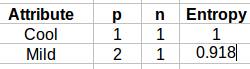 Attribute p n Entropy
Cool 1 1 1
Mild 2 1 0.918